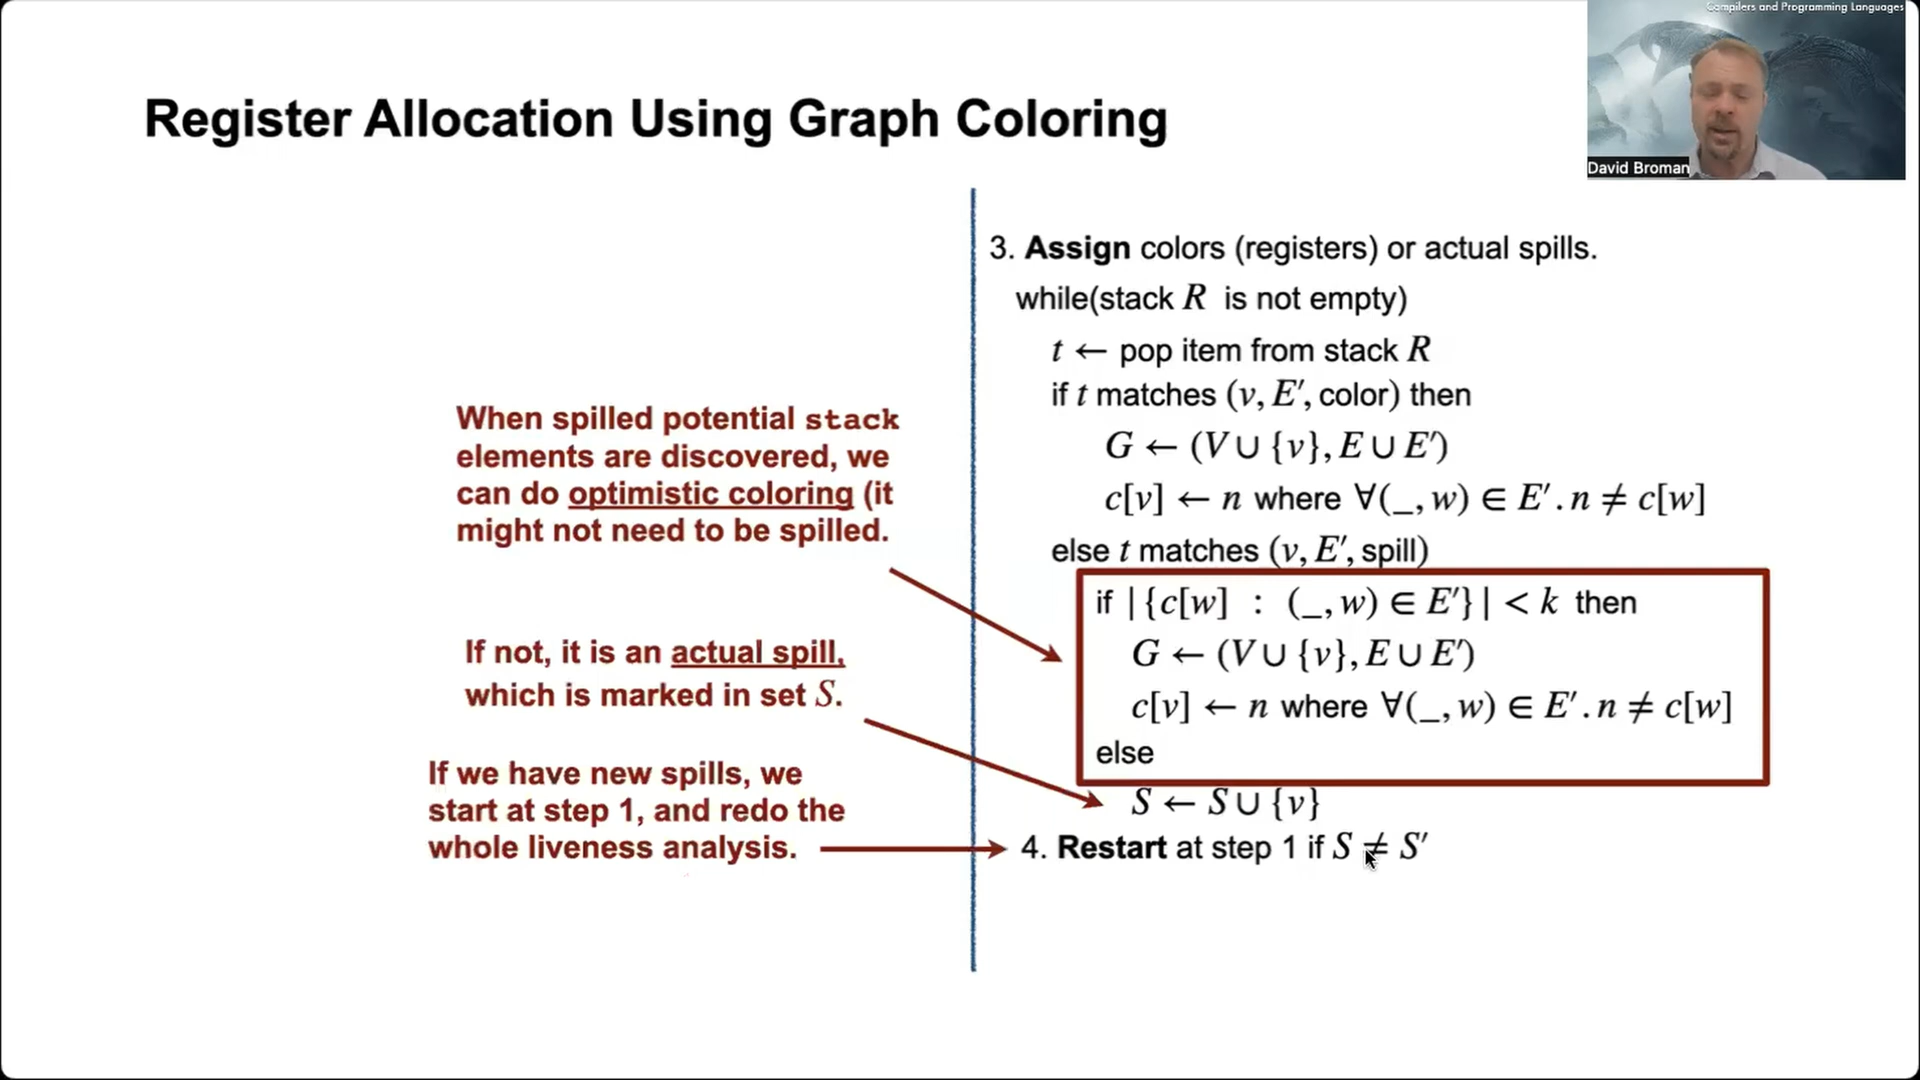 Compilers and Programming Languages
David Broman
Register Allocation Using Graph Coloring
When spilled potential stack
elements are discovered, we
can do optimistic coloring (it
might not need to be spilled.
If not, it is an actual spill,
which is marked in set S.
If we have new spills, we
start at step 1, and redo the
whole liveness analysis.
3. Assign colors (registers) or actual spills.
while(stack R is not empty)
t ← pop item from stack R
if t matches (v, E′, color) then
G ← (V ∪ {v}, E ∪ E′)
c[v] ← n where ∀(_, w) ∈ E′. n ≠ c[w]
else t matches (v, E′, spill)
if |{c[w] : (_, w) ∈ E′}| < k then
G ← (V ∪ {v}, E ∪ E′)
c[v] ← n where ∀(_, w) ∈ E′. n ≠ c[w]
else
S ← S ∪ {v}
4. Restart at step 1 if S ≠ S′